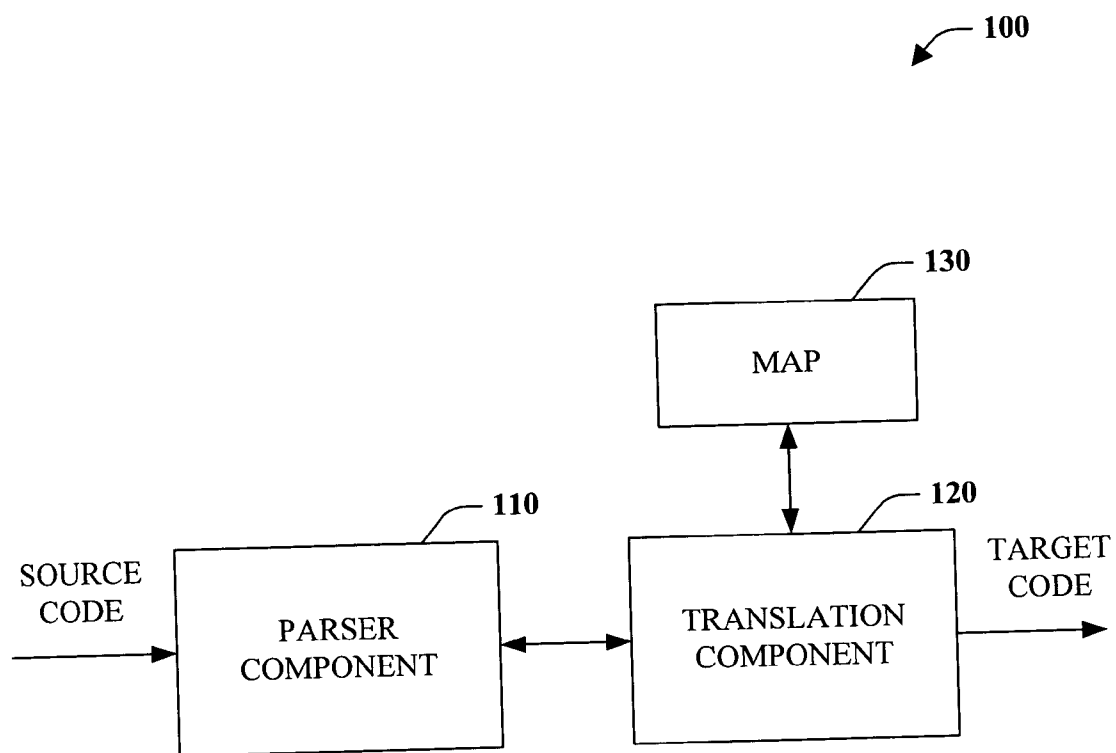 100
130
MAP
110
120
SOURCE
CODE
PARSER
COMPONENT
TRANSLATION
COMPONENT
TARGET
CODE